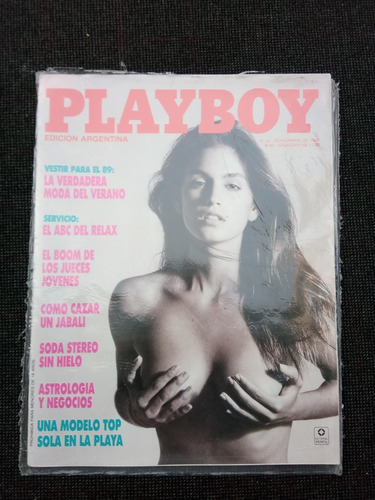 PLAYBOY
EDICION ARGENTINA
VESTIR PARA EL 89:
LA VERDADERA
MODA DEL VERANO
SERVICIO:
EL ABC DEL RELAX
EL BOOM DE
LOS JUECES
JOVENES
COMO CAZAR
UN JABALI
SODA STEREO
SIN HIELO
ASTROLOGIA
Y NEGOCIOS
UNA MODELO TOP
SOLA EN LA PLAYA